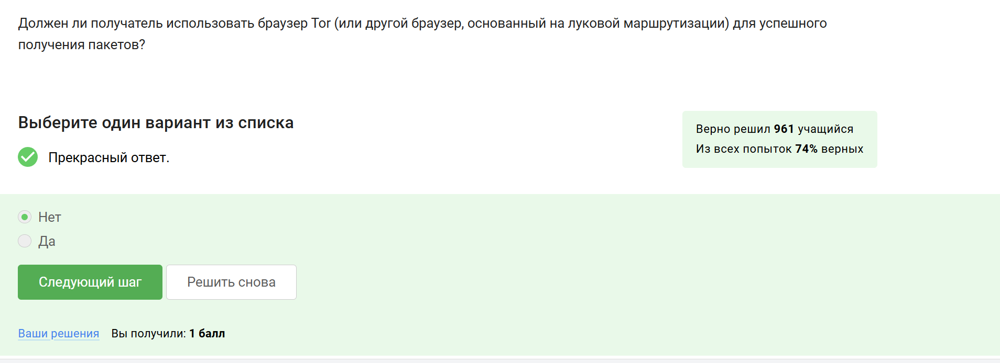 Должен ли получатель использовать браузер Tor (или другой браузер, основанный на луковой маршрутизации) для успешного
получения пакетов?
Выберите один вариант из списка
Верно решил 961 учащийся
Из всех попыток 74% верных
Прекрасный ответ.
Нет
Да
Следующий шаг
Решить снова
Ваши решения Вы получили: 1 балл